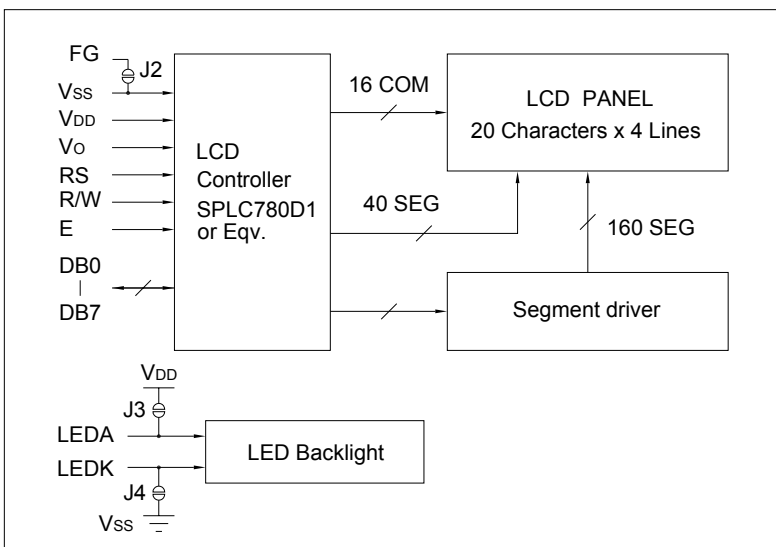 FG
J2
VSS
VDD
VO
RS
R/W
E
DB0
|
DB7
LCD
Controller
SPLC780D1
or Eqv.
16 COM
40 SEG
LCD PANEL
20 Characters x 4 Lines
160 SEG
Segment driver
VDD
J3
LEDA
LEDK
J4
VSS
LED Backlight